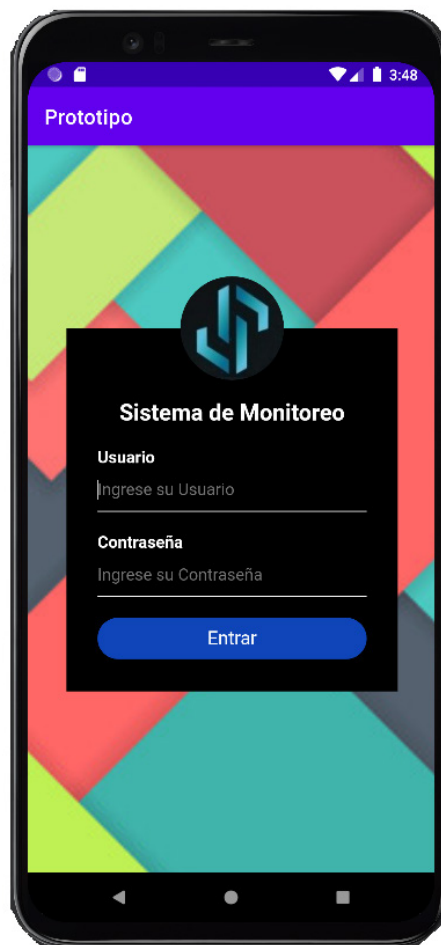 3:48
Prototipo
Sistema de Monitoreo
Usuario
Ingrese su Usuario
Contraseña
Ingrese su Contraseña
Entrar